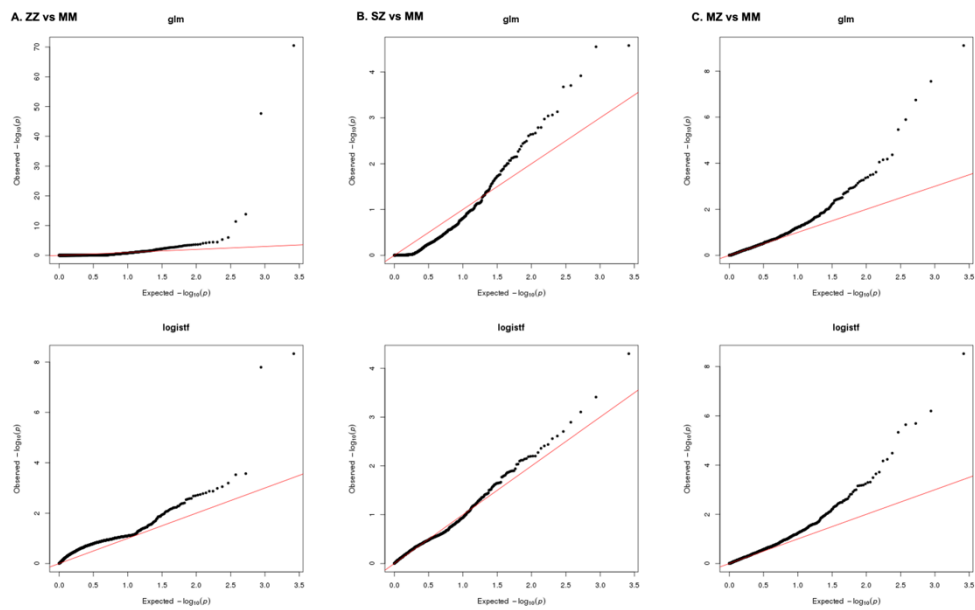 A. ZZ vs MM
glm
Observed −log10(p)
0 10 20 30 40 50 60 70
0.0 0.5 1.0 1.5 2.0 2.5 3.0 3.5
Expected −log10(p)
B. SZ vs MM
glm
Observed −log10(p)
0 1 2 3 4
0.0 0.5 1.0 1.5 2.0 2.5 3.0 3.5
Expected −log10(p)
C. MZ vs MM
glm
Observed −log10(p)
0 2 4 6 8
0.0 0.5 1.0 1.5 2.0 2.5 3.0 3.5
Expected −log10(p)
logistf
Observed −log10(p)
0 2 4 6 8
0.0 0.5 1.0 1.5 2.0 2.5 3.0 3.5
Expected −log10(p)
logistf
Observed −log10(p)
0 1 2 3 4
0.0 0.5 1.0 1.5 2.0 2.5 3.0 3.5
Expected −log10(p)
logistf
Observed −log10(p)
0 2 4 6 8
0.0 0.5 1.0 1.5 2.0 2.5 3.0 3.5
Expected −log10(p)